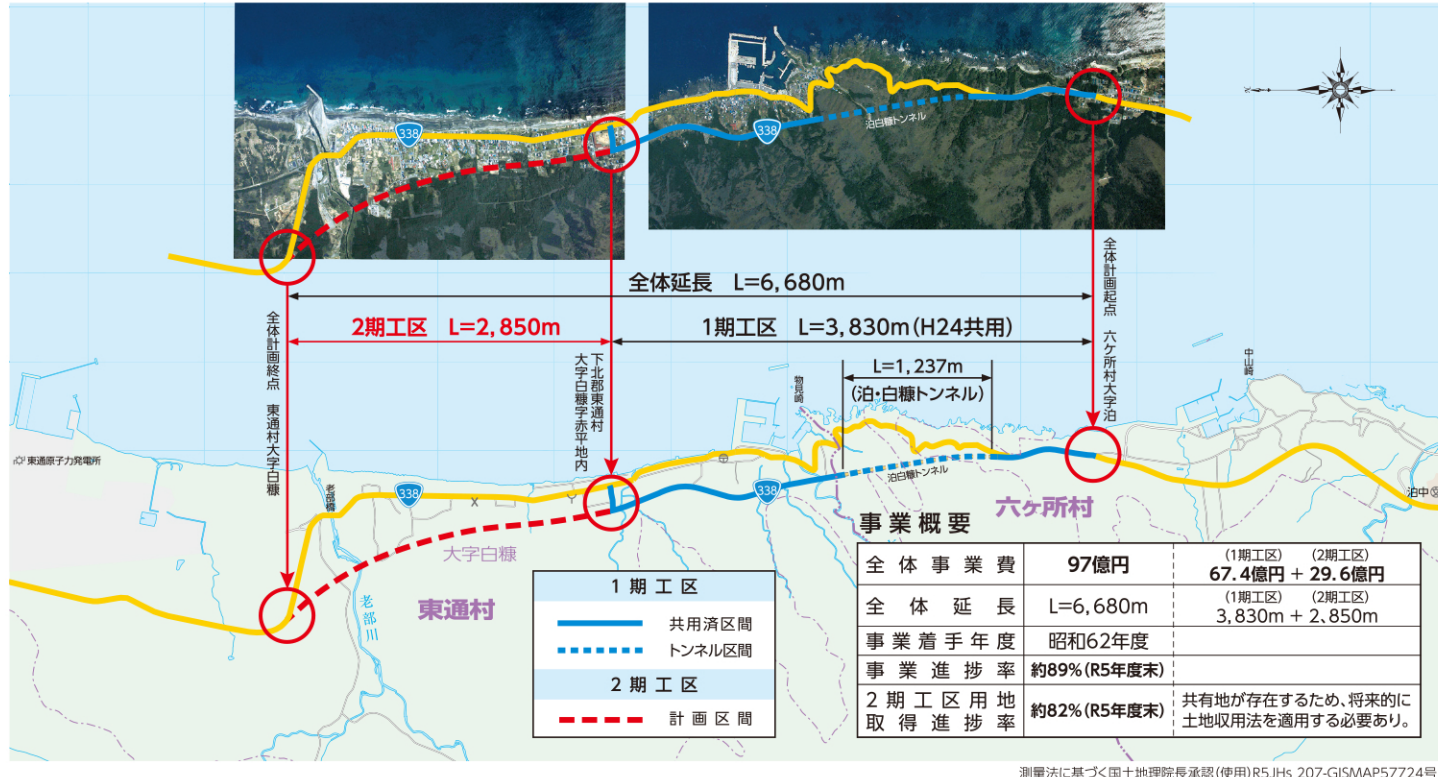 338
338
泊白糠トンネル
全体延長 L=6,680m
2期工区 L=2,850m
1期工区 L=3,830m(H24共用)
L=1,237m
(泊・白糠トンネル)
全体計画終点 東通村大字白糠
下北郡東通村
大字白糠字赤平地内
全体計画起点 六ケ所村大字泊
物見崎
中山崎
東通原子力発電所
老部橋
338
338
泊白糠トンネル
泊中
大字白糠
東通村
老部川
六ヶ所村
1期工区
共用済区間
トンネル区間
2期工区
計画区間
事業概要
全体事業費 97億円 (1期工区) (2期工区)
67.4億円 + 29.6億円
全体延長 L=6,680m (1期工区) (2期工区)
3,830m + 2、850m
事業着手年度 昭和62年度
事業進捗率 約89%(R5年度末)
2期工区用地
取得進捗率 約82%(R5年度末)
共有地が存在するため、将来的に
土地収用法を適用する必要あり。
測量法に基づく国土地理院長承認(使用)R5JHs 207-GISMAP57724号